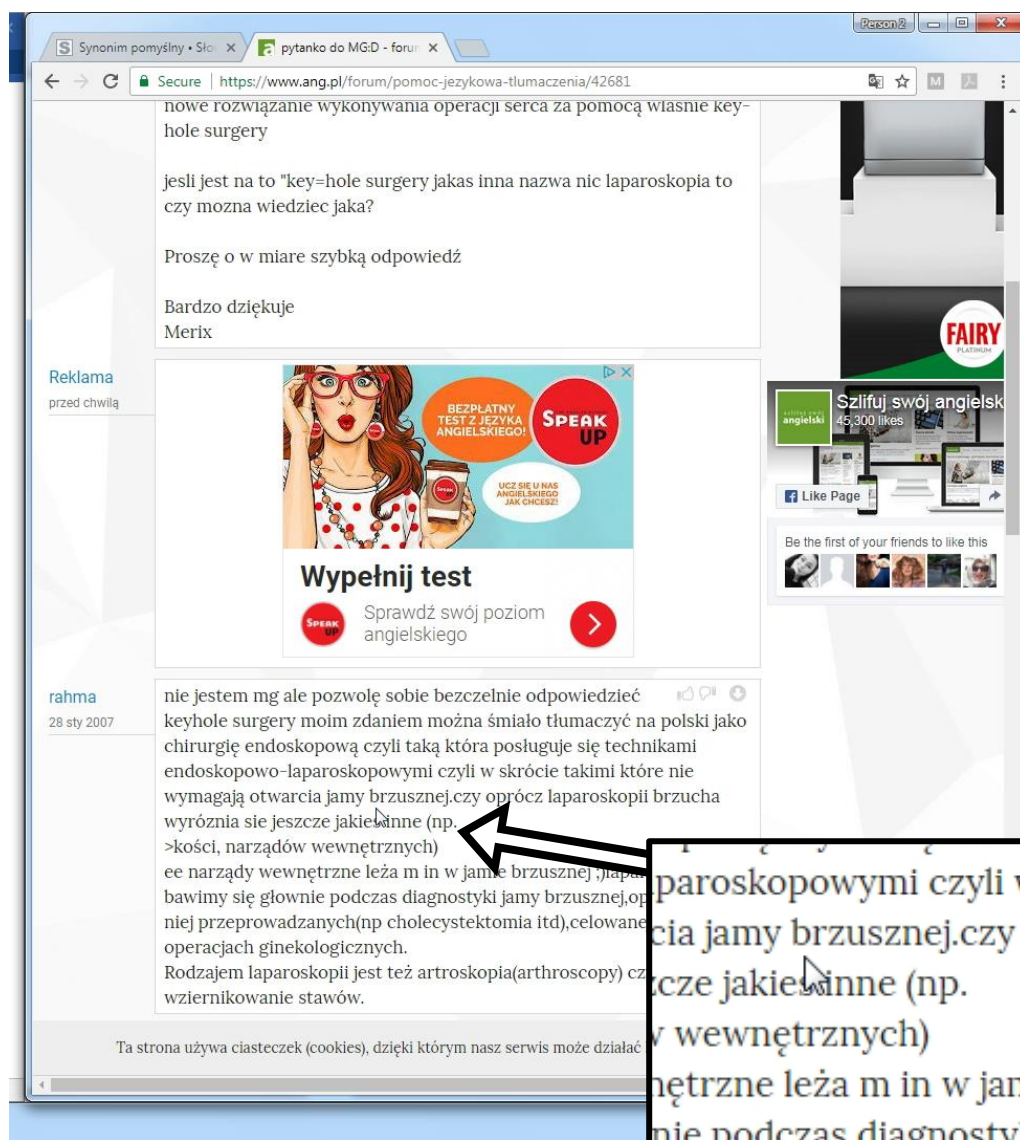 Person 2
Synonim pomyślny • Sło
pytanko do MG:D - forum
Secure | https://www.ang.pl/forum/pomoc-jezykowa-tlumaczenia/42681
nowe rozwiązanie wykonywania operacji serca za pomocą własnie key-
hole surgery
jesli jest na to "key=hole surgery jakas inna nazwa nic laparoskopia to
czy mozna wiedziec jaka?
Proszę o w miare szybką odpowiedź
Bardzo dziękuje
Merix
FAIRY
PLATINUM
Reklama
przed chwilą
BEZPŁATNY
TEST Z JĘZYKA
ANGIELSKIEGO!
SPEAK
UP
UCZ SIĘ U NAS
ANGIELSKIEGO
JAK CHCESZ!
Wypełnij test
SPEAK
UP
Sprawdź swój poziom
angielskiego
szlifuj swój
angielski
Szlifuj swój angielsk
45,300 likes
Like Page
Be the first of your friends to like this
rahma
28 sty 2007
nie jestem mg ale pozwolę sobie bezczelnie odpowiedzieć
keyhole surgery moim zdaniem można śmiało tłumaczyć na polski jako
chirurgię endoskopową czyli taką która posługuje się technikami
endoskopowo-laparoskopowymi czyli w skrócie takimi które nie
wymagają otwarcia jamy brzusznej.czy oprócz laparoskopii brzucha
wyróznia sie jeszcze jakies inne (np.
>kości, narządów wewnętrznych)
ee narządy wewnętrzne leża m in w jamie brzusznej ;)
bawimy się głownie podczas diagnostyki jamy brzusznej,op
niej przeprowadzanych(np cholecystektomia itd),celowane
operacjach ginekologicznych.
Rodzajem laparoskopii jest też artroskopia(arthroscopy) cz
wziernikowanie stawów.
Ta strona używa ciasteczek (cookies), dzięki którym nasz serwis może działać
paroskopowymi czyli w
cia jamy brzusznej.czy
cze jakies inne (np.
wewnętrznych)
nętrzne leża m in w jam
nie podczas diagnostyk